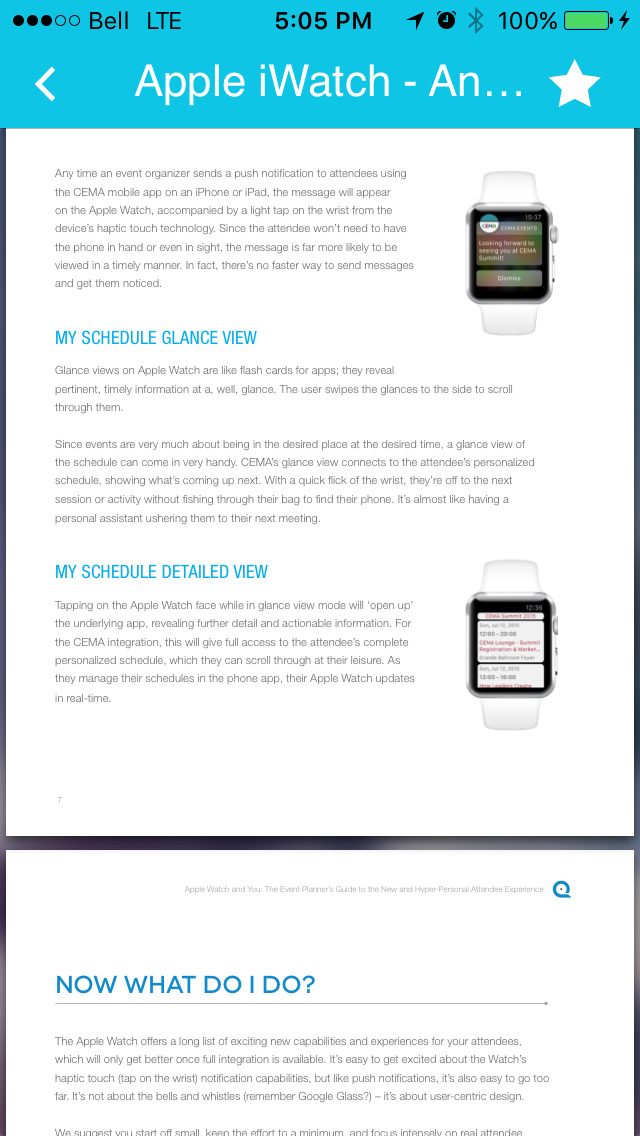 Bell LTE 5:05 PM 100%
Apple iWatch - An...
Any time an event organizer sends a push notification to attendees using
the CEMA mobile app on an iPhone or iPad, the message will appear
on the Apple Watch, accompanied by a light tap on the wrist from the
device's haptic touch technology. Since the attendee won't need to have
the phone in hand or even in sight, the message is far more likely to be
viewed in a timely manner. In fact, there's no faster way to send messages
and get them noticed.
15:37
CEMA
CEMA EVENTS
Looking forward to
seeing you at CEMA
Summit!
Dismiss
MY SCHEDULE GLANCE VIEW
Glance views on Apple Watch are like flash cards for apps; they reveal
pertinent, timely information at a, well, glance. The user swipes the glances to the side to scroll
through them.
Since events are very much about being in the desired place at the desired time, a glance view of
the schedule can come in very handy. CEMA's glance view connects to the attendee's personalized
schedule, showing what's coming up next. With a quick flick of the wrist, they're off to the next
session or activity without fishing through their bag to find their phone. It's almost like having a
personal assistant ushering them to their next meeting.
MY SCHEDULE DETAILED VIEW
Tapping on the Apple Watch face while in glance view mode will 'open up'
the underlying app, revealing further detail and actionable information. For
the CEMA integration, this will give full access to the attendee's complete
personalized schedule, which they can scroll through at their leisure. As
they manage their schedules in the phone app, their Apple Watch updates
in real-time.
12:36
CEMA Summit 2015
Sun, Jul 12, 2015
12:00 - 20:00
CEMA Lounge - Summit
Registration & Market...
Grande Ballroom Foyer
Sun, Jul 12, 2015
13:00 - 16:00
How Leaders Create
7
Apple Watch and You: The Event Planner's Guide to the New and Hyper-Personal Attendee Experience
NOW WHAT DO I DO?
The Apple Watch offers a long list of exciting new capabilities and experiences for your attendees,
which will only get better once full integration is available. It's easy to get excited about the Watch's
haptic touch (tap on the wrist) notification capabilities, but like push notifications, it's also easy to go too
far. It's not about the bells and whistles (remember Google Glass?) – it's about user-centric design.
We suggest you start off small, keep the effort to a minimum, and focus intensely on real attendee